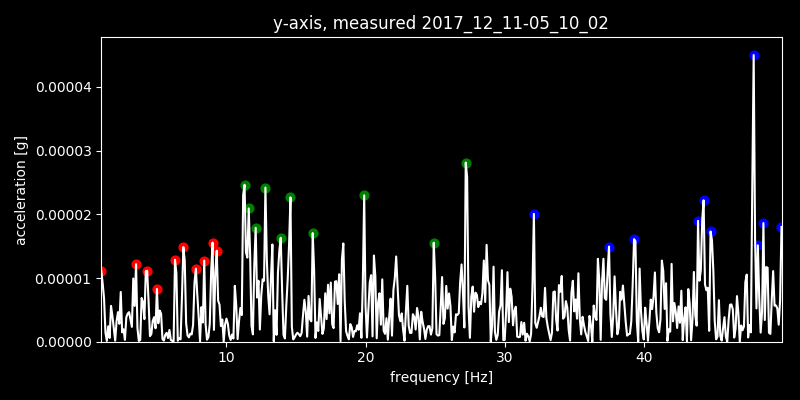 y-axis, measured 2017_12_11-05_10_02
acceleration [g]
0.00004
0.00003
0.00002
0.00001
0.00000
10 20 30 40
frequency [Hz]